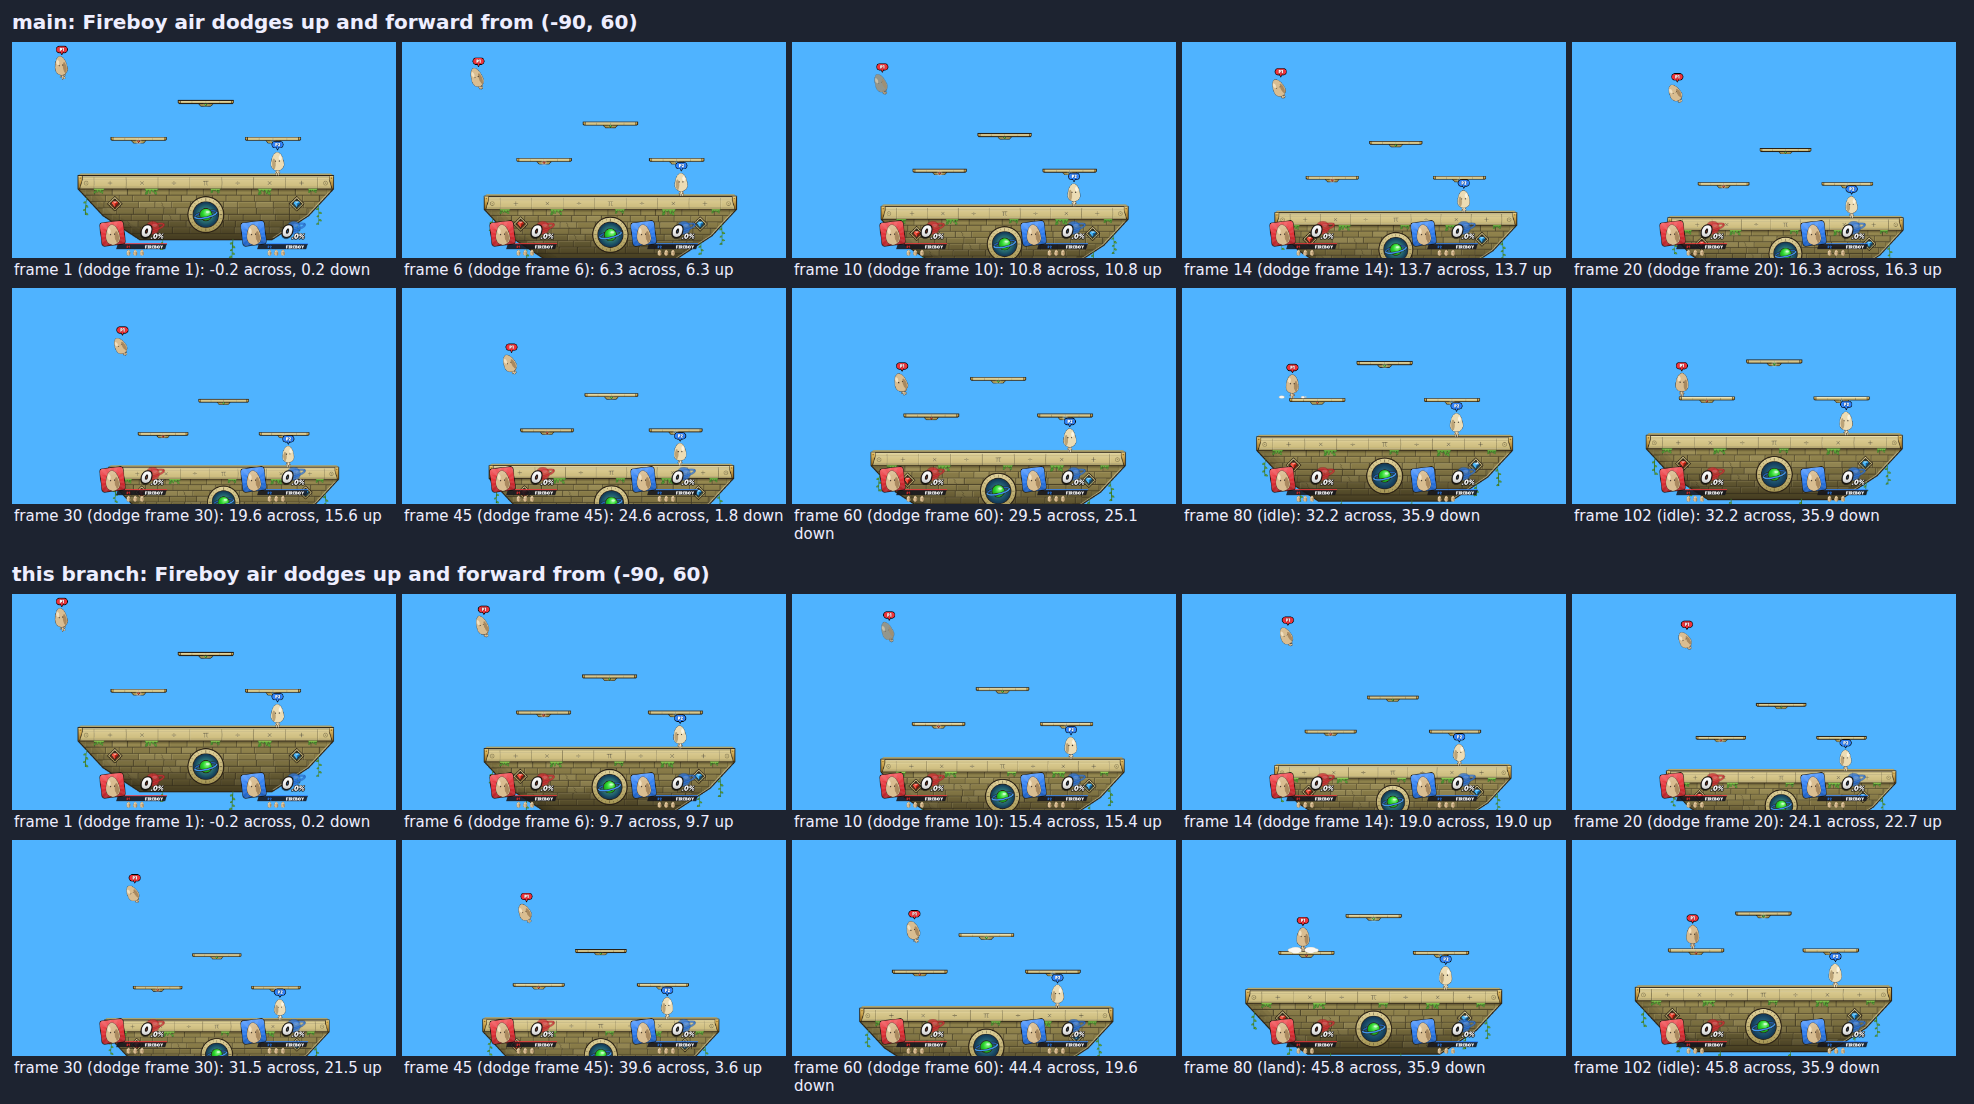 main: Fireboy air dodges up and forward from (-90, 60)
frame 1 (dodge frame 1): -0.2 across, 0.2 down
frame 6 (dodge frame 6): 6.3 across, 6.3 up
frame 10 (dodge frame 10): 10.8 across, 10.8 up
frame 14 (dodge frame 14): 13.7 across, 13.7 up
frame 20 (dodge frame 20): 16.3 across, 16.3 up
frame 30 (dodge frame 30): 19.6 across, 15.6 up
frame 45 (dodge frame 45): 24.6 across, 1.8 down
frame 60 (dodge frame 60): 29.5 across, 25.1
down
frame 80 (idle): 32.2 across, 35.9 down
frame 102 (idle): 32.2 across, 35.9 down
this branch: Fireboy air dodges up and forward from (-90, 60)
frame 1 (dodge frame 1): -0.2 across, 0.2 down
frame 6 (dodge frame 6): 9.7 across, 9.7 up
frame 10 (dodge frame 10): 15.4 across, 15.4 up
frame 14 (dodge frame 14): 19.0 across, 19.0 up
frame 20 (dodge frame 20): 24.1 across, 22.7 up
frame 30 (dodge frame 30): 31.5 across, 21.5 up
frame 45 (dodge frame 45): 39.6 across, 3.6 up
frame 60 (dodge frame 60): 44.4 across, 19.6
down
frame 80 (land): 45.8 across, 35.9 down
frame 102 (idle): 45.8 across, 35.9 down